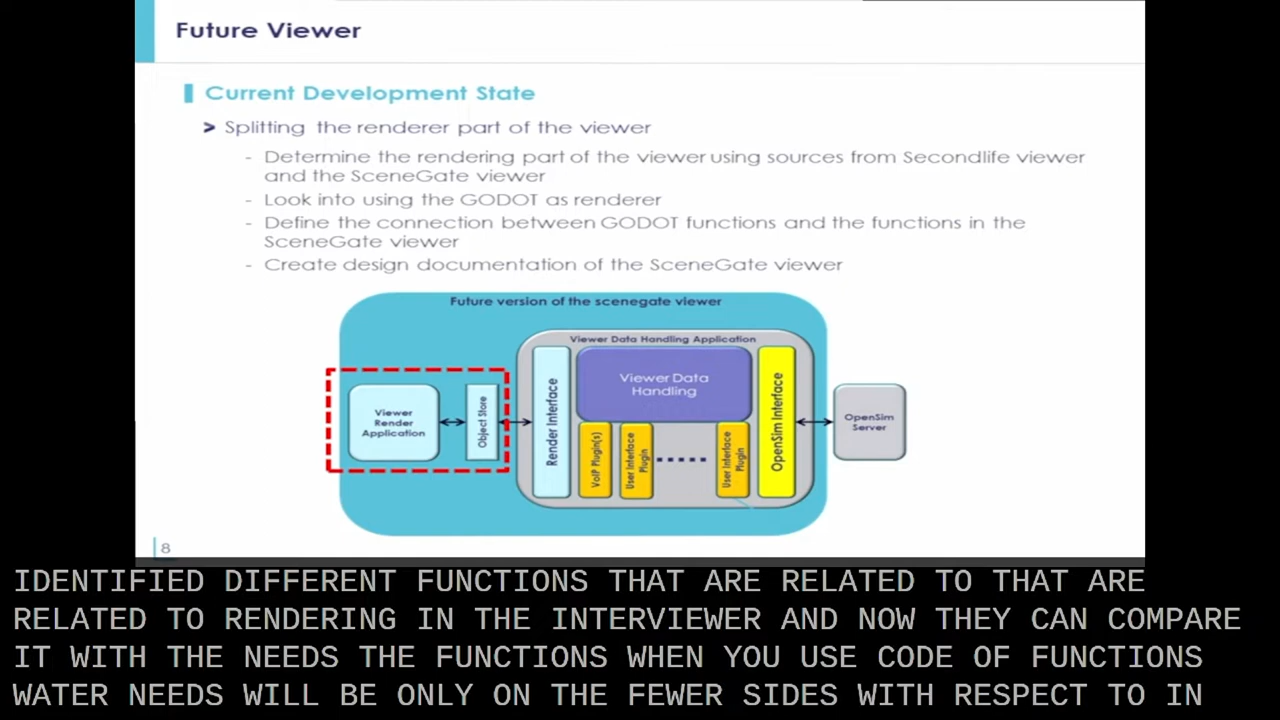 Future Viewer
Current Development State
> Splitting the renderer part of the viewer
- Determine the rendering part of the viewer using sources from Secondlife viewer
and the SceneGate viewer
- Look into using the GODOT as renderer
- Define the connection between GODOT functions and the functions in the
SceneGate viewer
- Create design documentation of the SceneGate viewer
Future version of the scenegate viewer
Viewer Data Handling Application
Viewer
Render
Application
Object Store
Render Interface
Viewer Data
Handling
VoIP Plugin(s)
User Interface
Plugin
User Interface
Plugin
OpenSim Interface
OpenSim
Server
8
IDENTIFIED DIFFERENT FUNCTIONS THAT ARE RELATED TO THAT ARE
RELATED TO RENDERING IN THE INTERVIEWER AND NOW THEY CAN COMPARE
IT WITH THE NEEDS THE FUNCTIONS WHEN YOU USE CODE OF FUNCTIONS
WATER NEEDS WILL BE ONLY ON THE FEWER SIDES WITH RESPECT TO IN